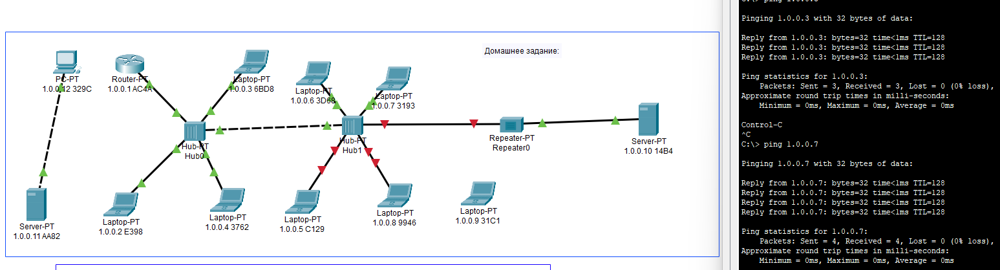 Домашнее задание:
PC-PT
1.0.0.12 329C
Router-PT
1.0.0.1 AC4A
Laptop-PT
1.0.0.3 6BD8
Laptop-PT
1.0.0.6 3D68
Laptop-PT
1.0.0.7 3193
Hub-PT
Hub0
Hub-PT
Hub1
Repeater-PT
Repeater0
Server-PT
1.0.0.10 14B4
Server-PT
1.0.0.11 AA82
Laptop-PT
1.0.0.2 E398
Laptop-PT
1.0.0.4 3762
Laptop-PT
1.0.0.5 C129
Laptop-PT
1.0.0.8 9946
Laptop-PT
1.0.0.9 31C1
Pinging 1.0.0.3 with 32 bytes of data:
Reply from 1.0.0.3: bytes=32 time<1ms TTL=128
Reply from 1.0.0.3: bytes=32 time<1ms TTL=128
Reply from 1.0.0.3: bytes=32 time<1ms TTL=128
Ping statistics for 1.0.0.3:
Packets: Sent = 3, Received = 3, Lost = 0 (0% loss),
Approximate round trip times in milli-seconds:
Minimum = 0ms, Maximum = 0ms, Average = 0ms
Control-C
^C
C:\> ping 1.0.0.7
Pinging 1.0.0.7 with 32 bytes of data:
Reply from 1.0.0.7: bytes=32 time<1ms TTL=128
Reply from 1.0.0.7: bytes=32 time<1ms TTL=128
Reply from 1.0.0.7: bytes=32 time<1ms TTL=128
Reply from 1.0.0.7: bytes=32 time<1ms TTL=128
Ping statistics for 1.0.0.7:
Packets: Sent = 4, Received = 4, Lost = 0 (0% loss),
Approximate round trip times in milli-seconds:
Minimum = 0ms, Maximum = 0ms, Average = 0ms